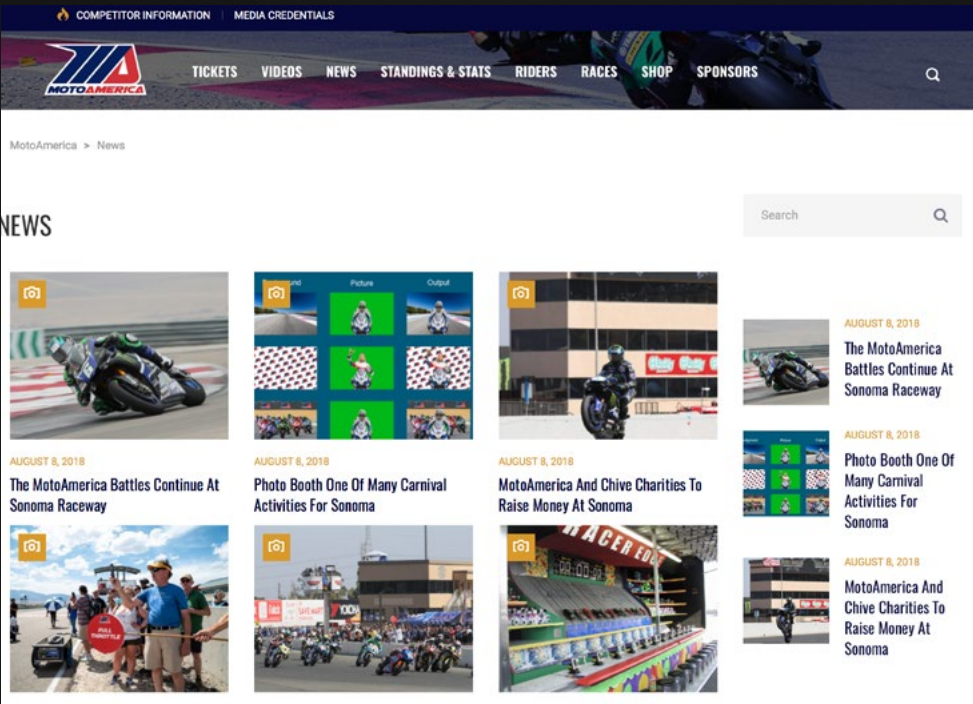 COMPETITOR INFORMATION | MEDIA CREDENTIALS
MOTOAMERICA
TICKETS VIDEOS NEWS STANDINGS & STATS RIDERS RACES SHOP SPONSORS
MotoAmerica > News
NEWS
Search
Picture Output
AUGUST 8, 2018
The MotoAmerica Battles Continue At
Sonoma Raceway
AUGUST 8, 2018
Photo Booth One Of Many Carnival
Activities For Sonoma
AUGUST 8, 2018
MotoAmerica And Chive Charities To
Raise Money At Sonoma
FULL
THROTTLE
RACER
AUGUST 8, 2018
The MotoAmerica
Battles Continue At
Sonoma Raceway
AUGUST 8, 2018
Photo Booth One Of
Many Carnival
Activities For
Sonoma
AUGUST 8, 2018
MotoAmerica And
Chive Charities To
Raise Money At
Sonoma